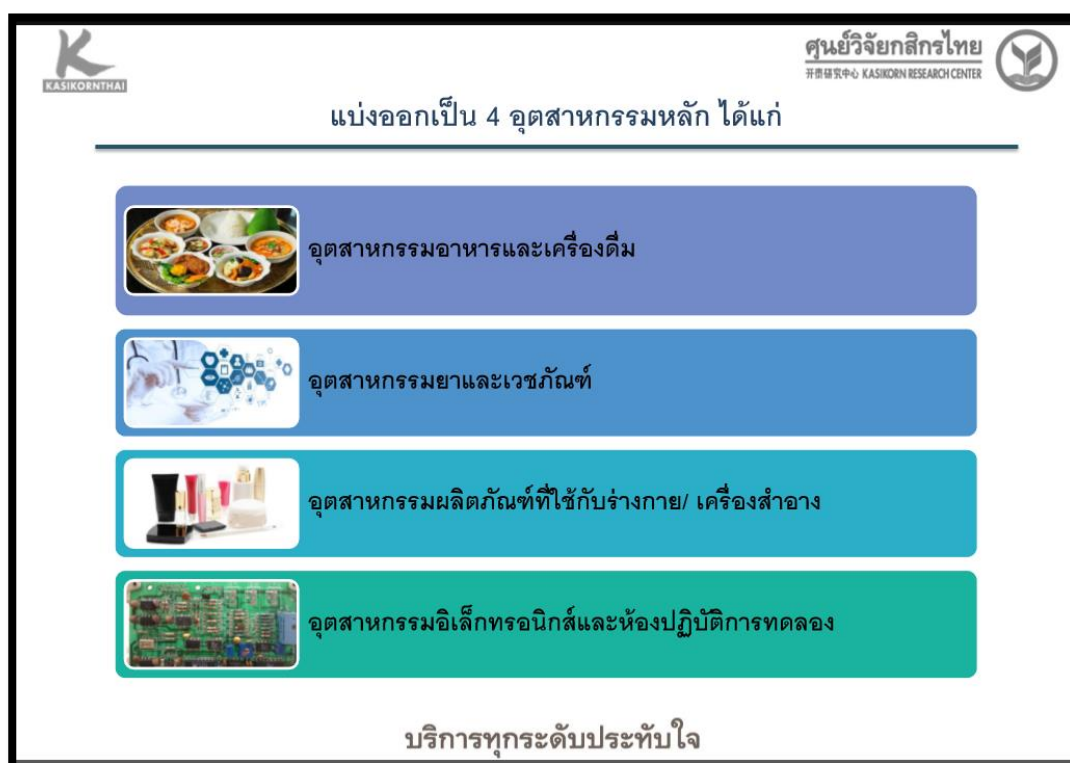 KASIKORNTHAI
ศูนย์วิจัยกสิกรไทย
开泰研究中心 KASIKORN RESEARCH CENTER
แบ่งออกเป็น 4 อุตสาหกรรมหลัก ได้แก่
อุตสาหกรรมอาหารและเครื่องดื่ม
อุตสาหกรรมยาและเวชภัณฑ์
อุตสาหกรรมผลิตภัณฑ์ที่ใช้กับร่างกาย/ เครื่องสำอาง
อุตสาหกรรมอิเล็กทรอนิกส์และห้องปฏิบัติการทดลอง
บริการทุกระดับประทับใจ